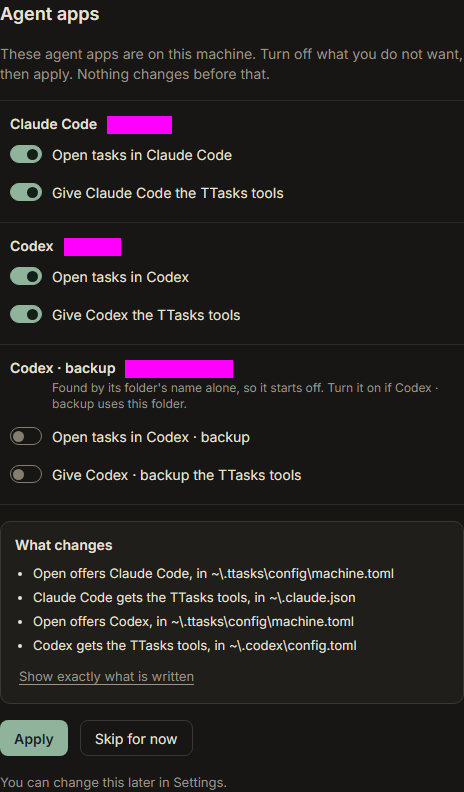 Agent apps
These agent apps are on this machine. Turn off what you do not want,
then apply. Nothing changes before that.
Claude Code
Open tasks in Claude Code
Give Claude Code the TTasks tools
Codex
Open tasks in Codex
Give Codex the TTasks tools
Codex · backup
Found by its folder's name alone, so it starts off. Turn it on if Codex ·
backup uses this folder.
Open tasks in Codex · backup
Give Codex · backup the TTasks tools
What changes
• Open offers Claude Code, in ~\.ttasks\config\machine.toml
• Claude Code gets the TTasks tools, in ~\.claude.json
• Open offers Codex, in ~\.ttasks\config\machine.toml
• Codex gets the TTasks tools, in ~\.codex\config.toml
Show exactly what is written
Apply
Skip for now
You can change this later in Settings.